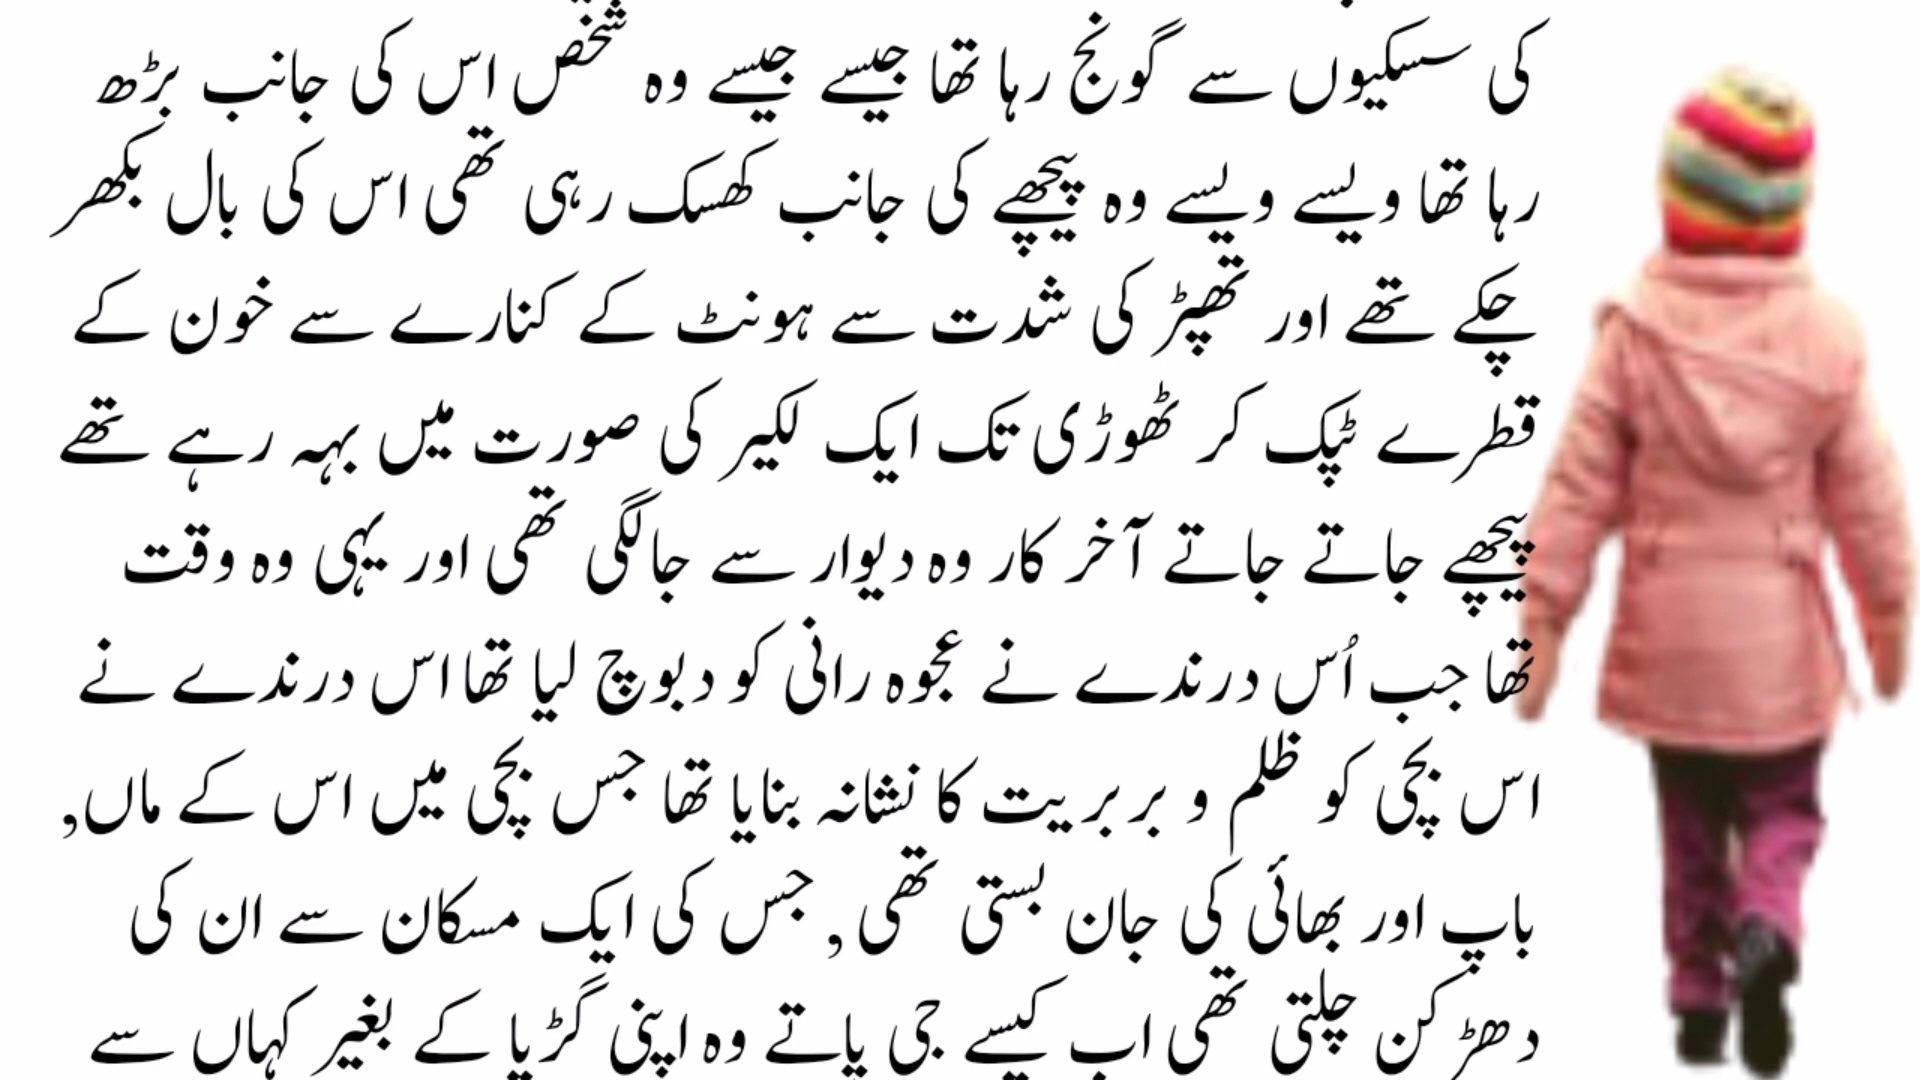 کی سسکیوں سے گونج رہا تھا جیسے جیسے وہ شخص اس کی جانب بڑھ
رہا تھا ویسے ویسے وہ پیچھے کی جانب کھسک رہی تھی اس کی بال بکھر
چکے تھے اور تھپڑ کی شدت سے ہونٹ کے کنارے سے خون کے
قطرے ٹپک کر ٹھوڑی تک ایک لکیر کی صورت میں بہہ رہے تھے
پیچھے جاتے جاتے آخر کار وہ دیوار سے جالگی تھی اور یہی وہ وقت
تھا جب اُس درندے نے عجوہ رانی کو دبوچ لیا تھا اس درندے نے
اس بچی کو ظلم و بربریت کا نشانہ بنایا تھا جس بچی میں اس کے ماں,
باپ اور بھائی کی جان بستی تھی , جس کی ایک مسکان سے ان کی
دھڑکن چلتی تھی اب کیسے جی پاتے وہ اپنی گڑیا کے بغیر کہاں سے